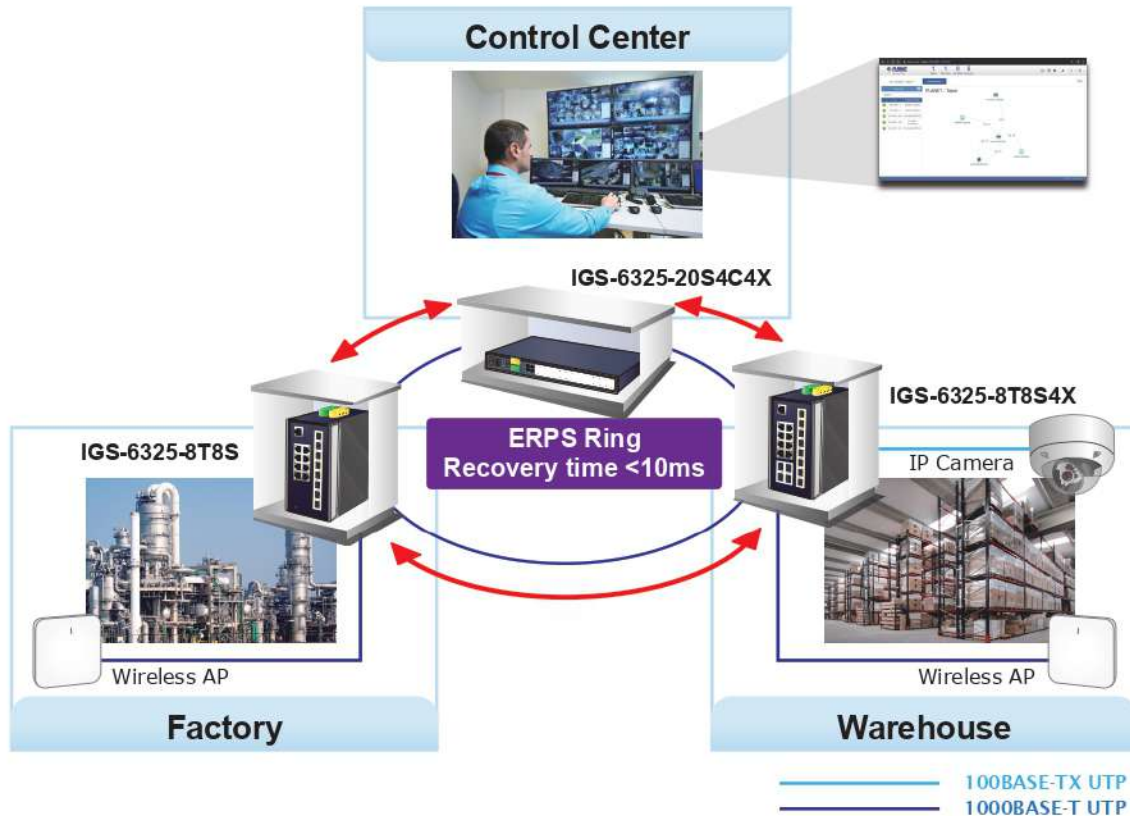 Control Center
PLANET
IGS-6325-20S4C4X
IGS-6325-8T8S4X
IGS-6325-8T8S
ERPS Ring
Recovery time <10ms
IP Camera
Wireless AP
Wireless AP
Factory
Warehouse
100BASE-TX UTP
1000BASE-T UTP